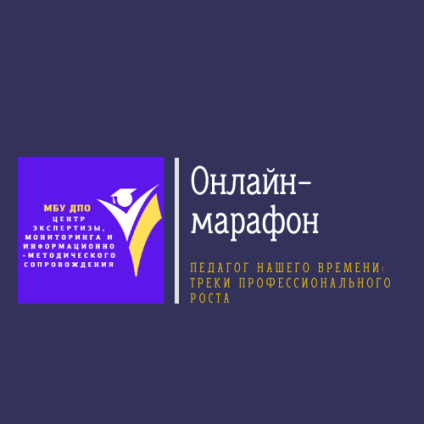 МБУ ДПО
ЦЕНТР
ЭКСПЕРТИЗЫ,
МОНИТОРИНГА И
ИНФОРМАЦИОННО
-МЕТОДИЧЕСКОГО
СОПРОВОЖДЕНИЯ
Онлайн-
марафон
ПЕДАГОГ НАШЕГО ВРЕМЕНИ:
ТРЕКИ ПРОФЕССИОНАЛЬНОГО
РОСТА